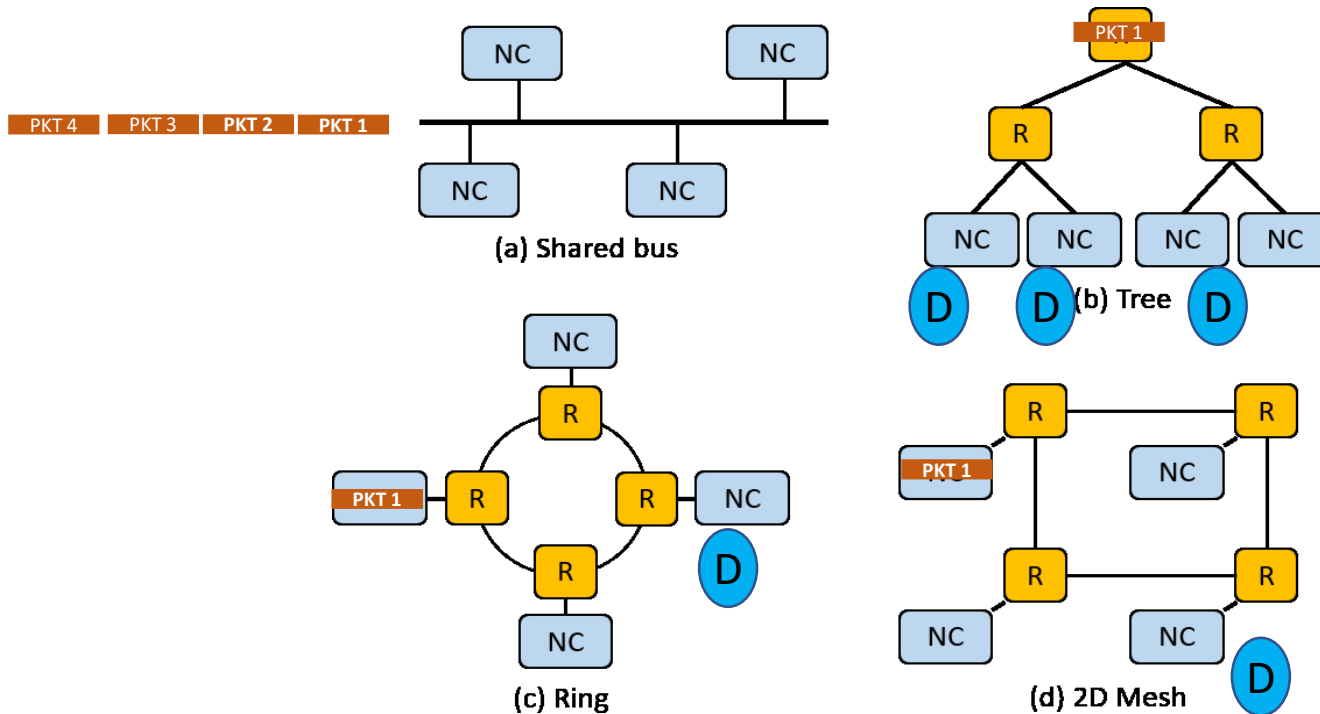 NC
NC
PKT 4
PKT 3
PKT 2
PKT 1
NC
NC
(a) Shared bus
PKT 1
R
R
NC
NC
NC
NC
D
D
D
(b) Tree
NC
R
PKT 1
R
R
NC
R
D
NC
(c) Ring
R
R
PKT 1
NC
R
R
NC
NC
D
(d) 2D Mesh